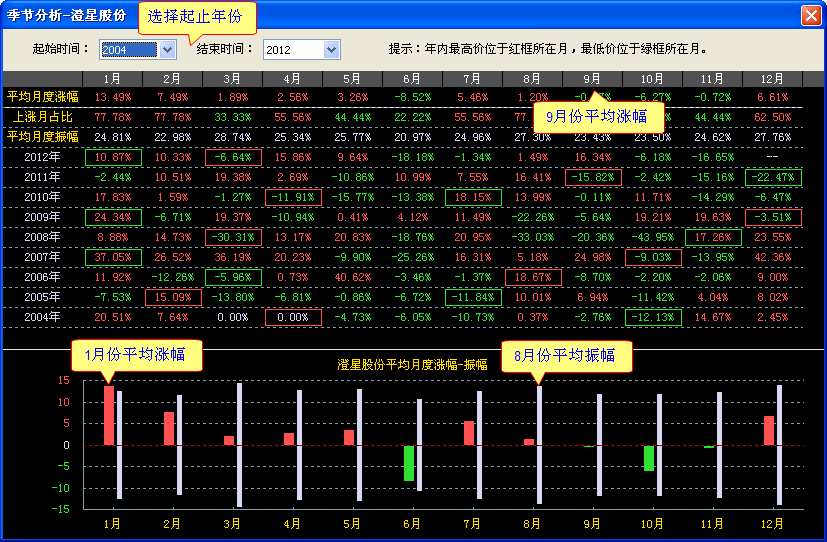 季节分析-澄星股份
选择起止年份
起始时间： 2004 结束时间： 2012 提示：年内最高价位于红框所在月，最低价位于绿框所在月。
1月 2月 3月 4月 5月 6月 7月 8月 9月 10月 11月 12月
平均月度涨幅 13.49% 7.49% 1.89% 2.56% 3.26% -8.52% 5.46% 1.20% -6.27% -0.72% 6.61%
上涨月占比 77.78% 77.78% 33.33% 55.56% 44.44% 22.22% 55.56% 44.44% 62.50%
9月份平均涨幅
平均月度振幅 24.81% 22.98% 28.74% 25.34% 25.77% 20.97% 24.96% 27.30% 23.43% 23.50% 24.62% 27.76%
2012年 10.87% 10.33% -6.64% 15.86% 9.64% -18.18% -1.34% 1.49% 16.34% -6.18% -16.65% --
2011年 -2.44% 10.51% 19.38% 2.69% -10.86% 10.99% 7.55% 16.41% -15.82% -2.42% -15.16% -22.47%
2010年 17.83% 1.59% -1.27% -11.91% -15.77% -13.38% 18.15% 13.99% -0.11% 11.71% -14.29% -6.47%
2009年 24.34% -6.71% 19.37% -10.94% 0.41% 4.12% 11.49% -22.26% -5.64% 19.21% 19.63% -3.51%
2008年 8.88% 14.73% -30.31% 13.17% 20.83% -18.76% 20.95% -33.03% -20.36% -43.95% 17.26% 23.55%
2007年 37.05% 26.52% 36.19% 20.23% -9.90% -25.26% 16.31% 5.18% 24.98% -9.03% -13.95% 42.36%
2006年 11.92% -12.26% -5.96% 0.73% 40.62% -3.46% -1.37% 18.67% -8.70% -2.20% -2.06% 9.00%
2005年 -7.53% 15.09% -13.80% -6.81% -0.86% -6.72% -11.84% 10.01% 6.94% -11.42% 4.04% 8.02%
2004年 20.51% 7.64% 0.00% 0.00% -4.73% -6.05% -10.73% 0.37% -2.76% -12.13% 14.67% 2.45%
1月份平均涨幅
8月份平均振幅
澄星股份平均月度涨幅-振幅
15
10
5
0
-5
-10
-15
1月 2月 3月 4月 5月 6月 7月 8月 9月 10月 11月 12月